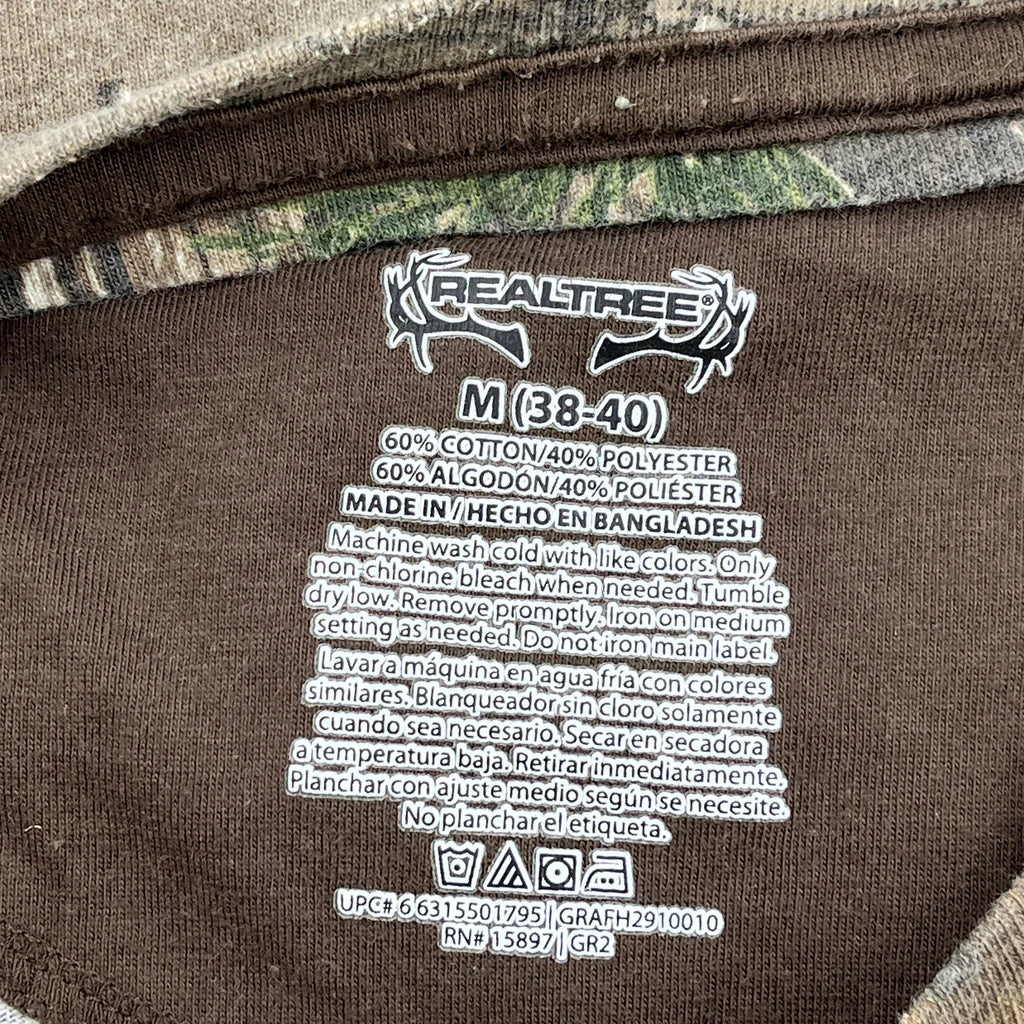 REALTREE®
M (38-40)
60% COTTON/40% POLYESTER
60% ALGODÓN/40% POLIÉSTER
MADE IN / HECHO EN BANGLADESH
Machine wash cold with like colors. Only
non-chlorine bleach when needed. Tumble
dry low. Remove promptly. Iron on medium
setting as needed. Do not iron main label.
Lavar a máquina en agua fría con colores
similares. Blanqueador sin cloro solamente
cuando sea necesario. Secar en secadora
a temperatura baja. Retirar inmediatamente.
Planchar con ajuste medio según se necesite.
No planchar el etiqueta.
UPC# 6 6315501795 | GRAFH2910010
RN# 15897 | GR2